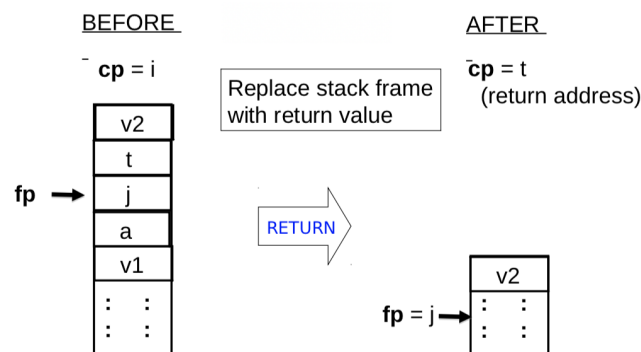 BEFORE
AFTER
cp = i
cp = t
(return address)
Replace stack frame
with return value
v2
t
fp
j
a
v1
: :
: :
RETURN
v2
fp = j
: :
: :